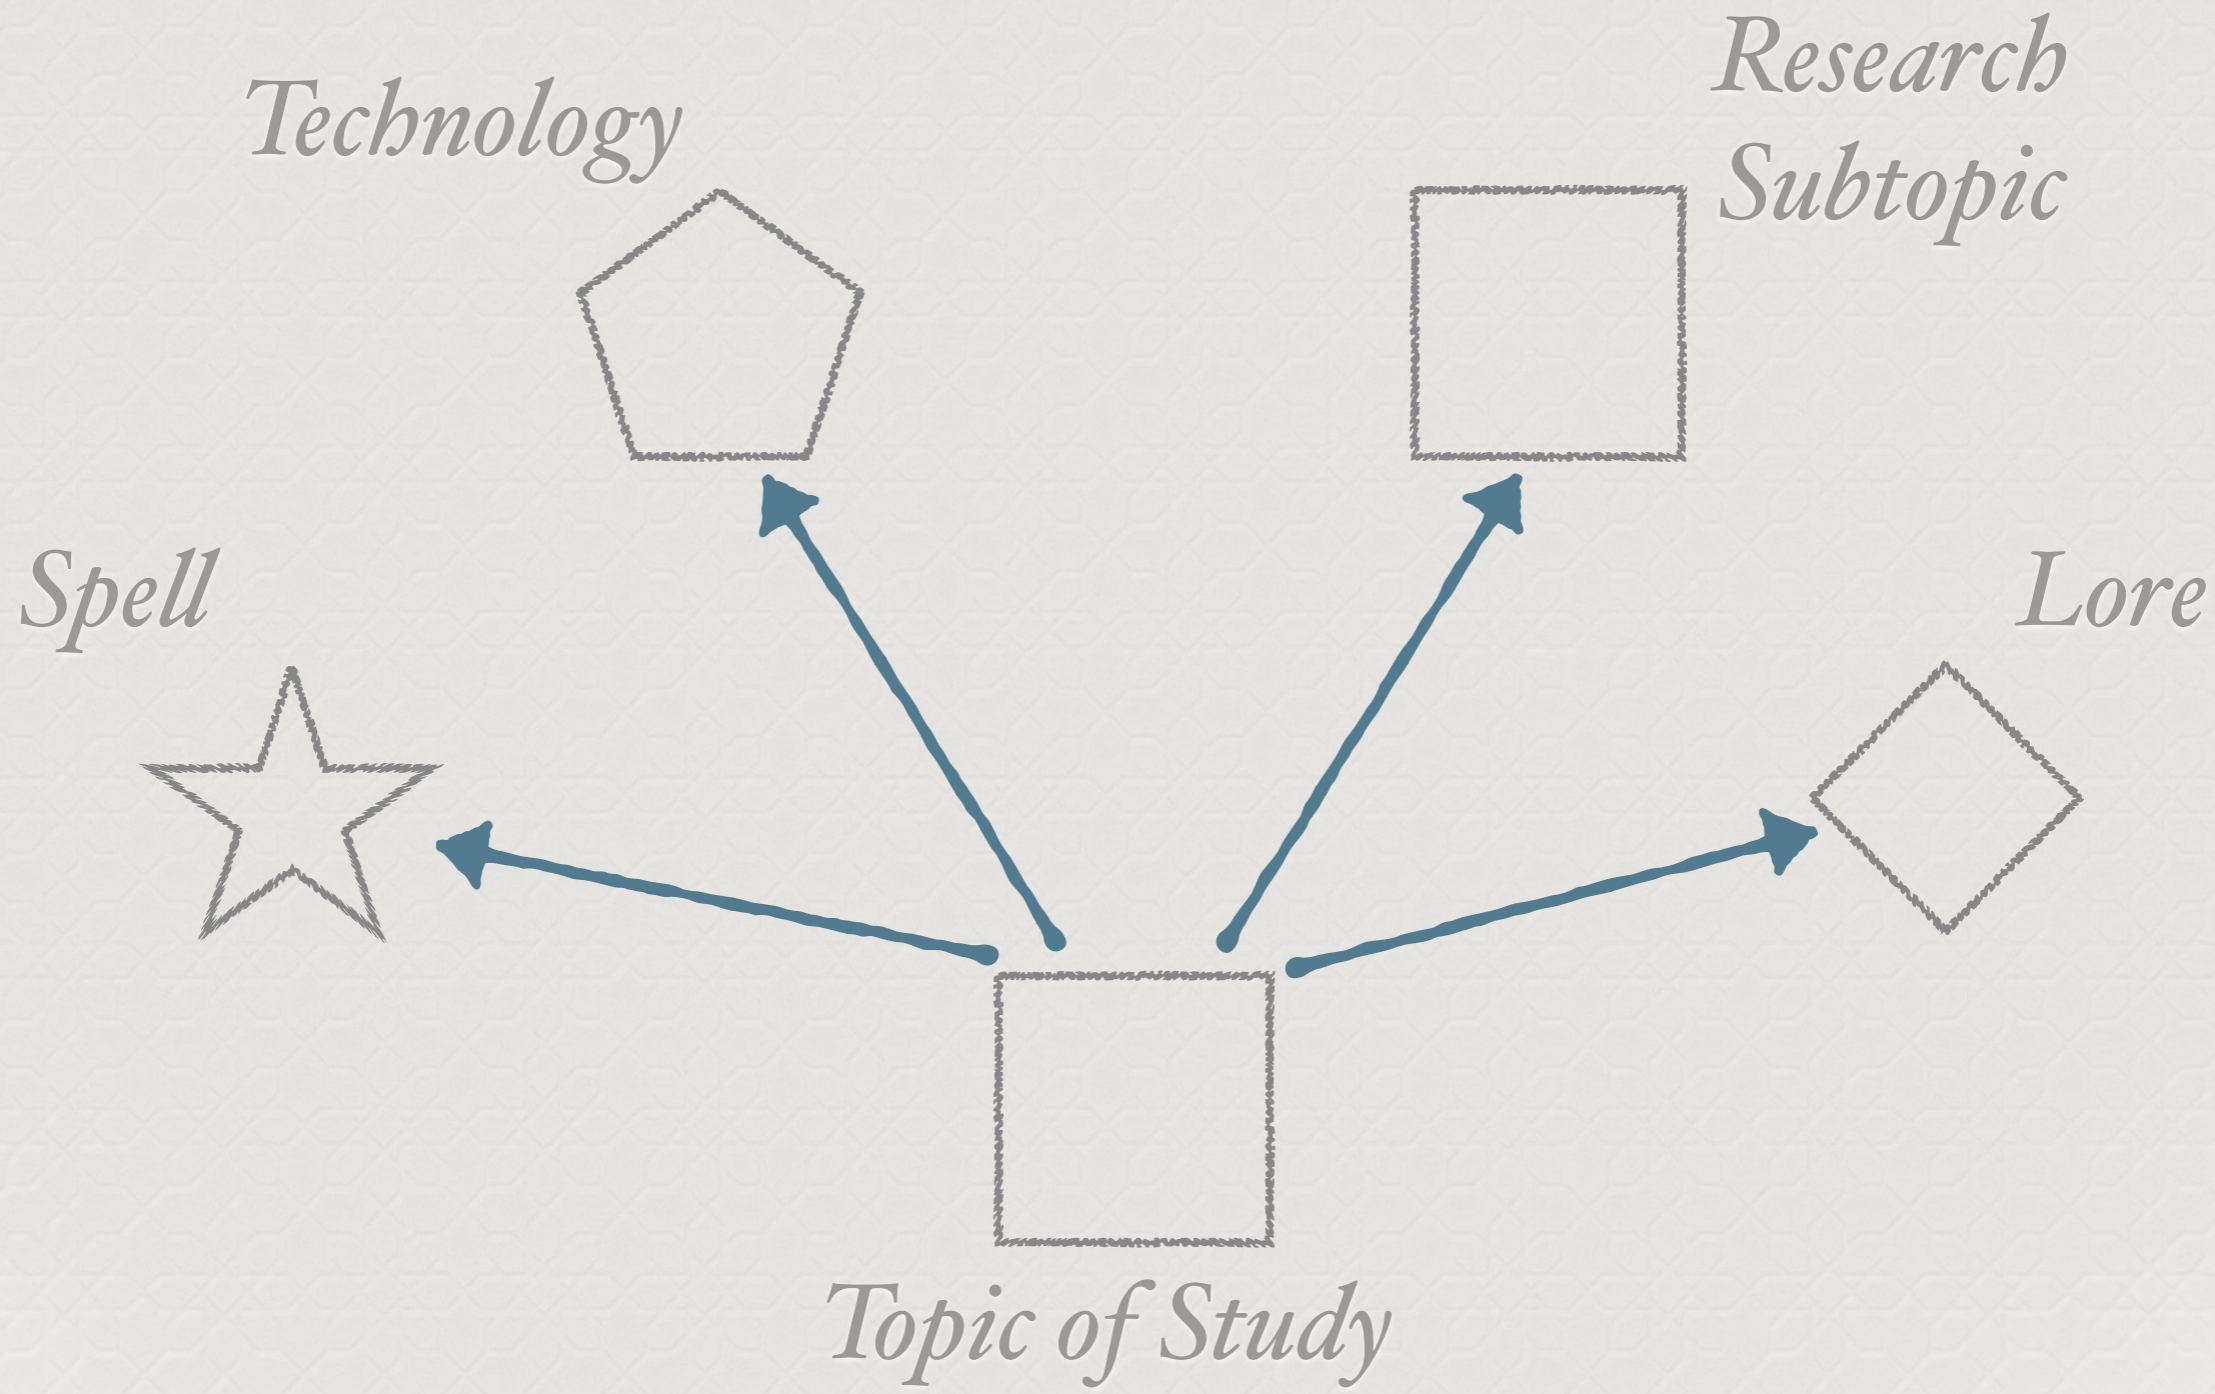 Technology
Research
Subtopic
Spell
Lore
Topic of Study